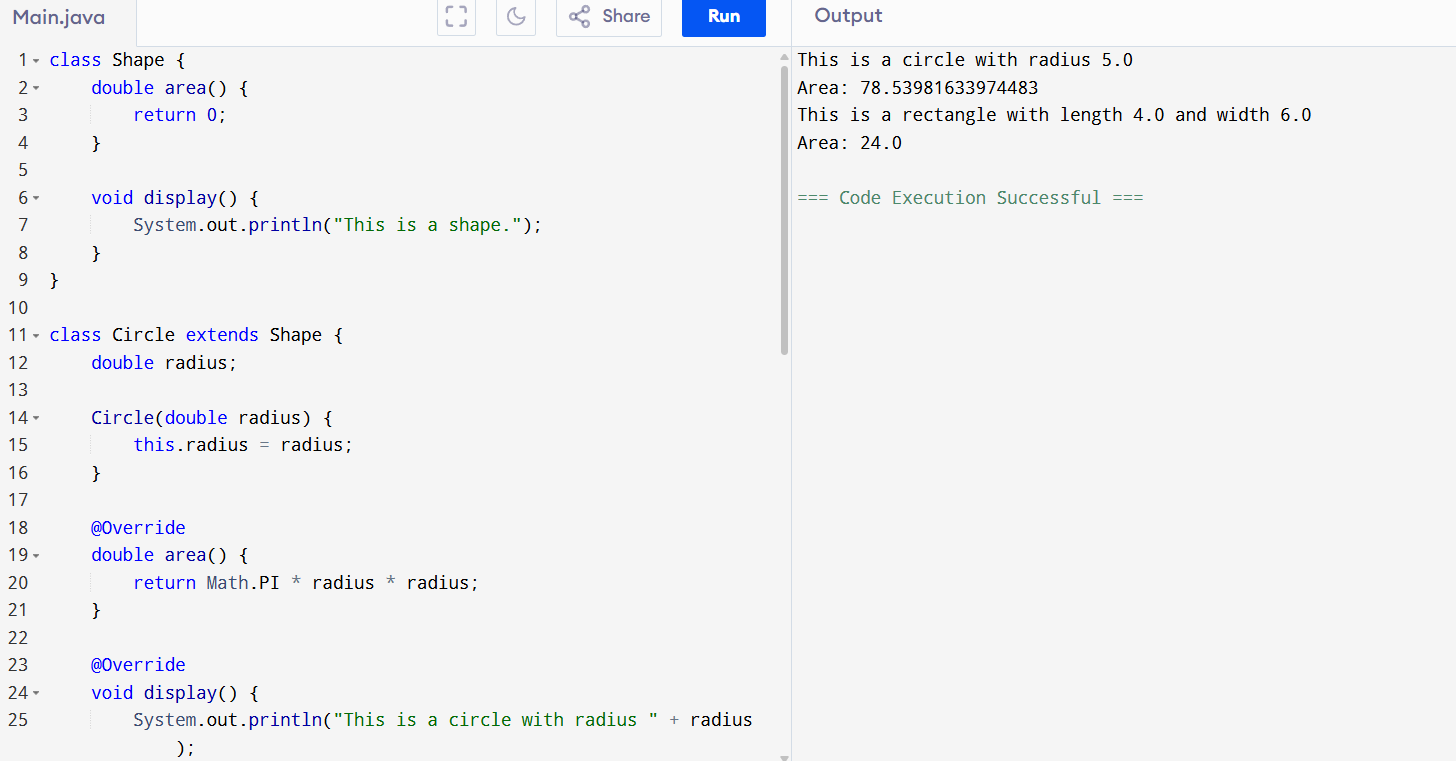 Main.java
Share
Run
Output
1 class Shape {
2     double area() {
3         return 0;
4     }
5
6     void display() {
7         System.out.println("This is a shape.");
8     }
9 }
10
11 class Circle extends Shape {
12     double radius;
13
14     Circle(double radius) {
15         this.radius = radius;
16     }
17
18     @Override
19     double area() {
20         return Math.PI * radius * radius;
21     }
22
23     @Override
24     void display() {
25         System.out.println("This is a circle with radius " + radius
            );
This is a circle with radius 5.0
Area: 78.53981633974483
This is a rectangle with length 4.0 and width 6.0
Area: 24.0

=== Code Execution Successful ===